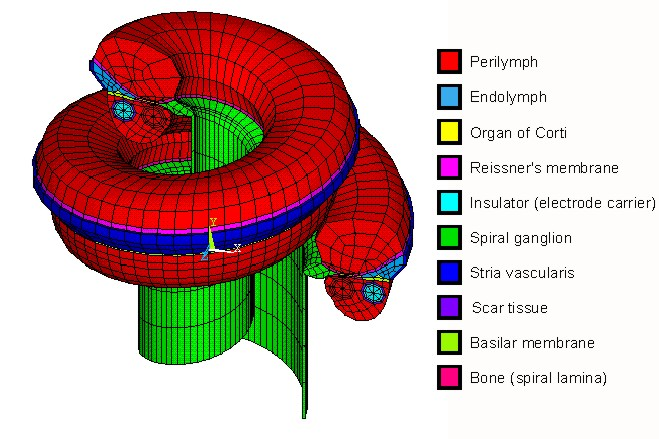 Perilymph
Endolymph
Organ of Corti
Reissner's membrane
Insulator (electrode carrier)
Spiral ganglion
Stria vascularis
Scar tissue
Basilar membrane
Bone (spiral lamina)
Y
Z
X